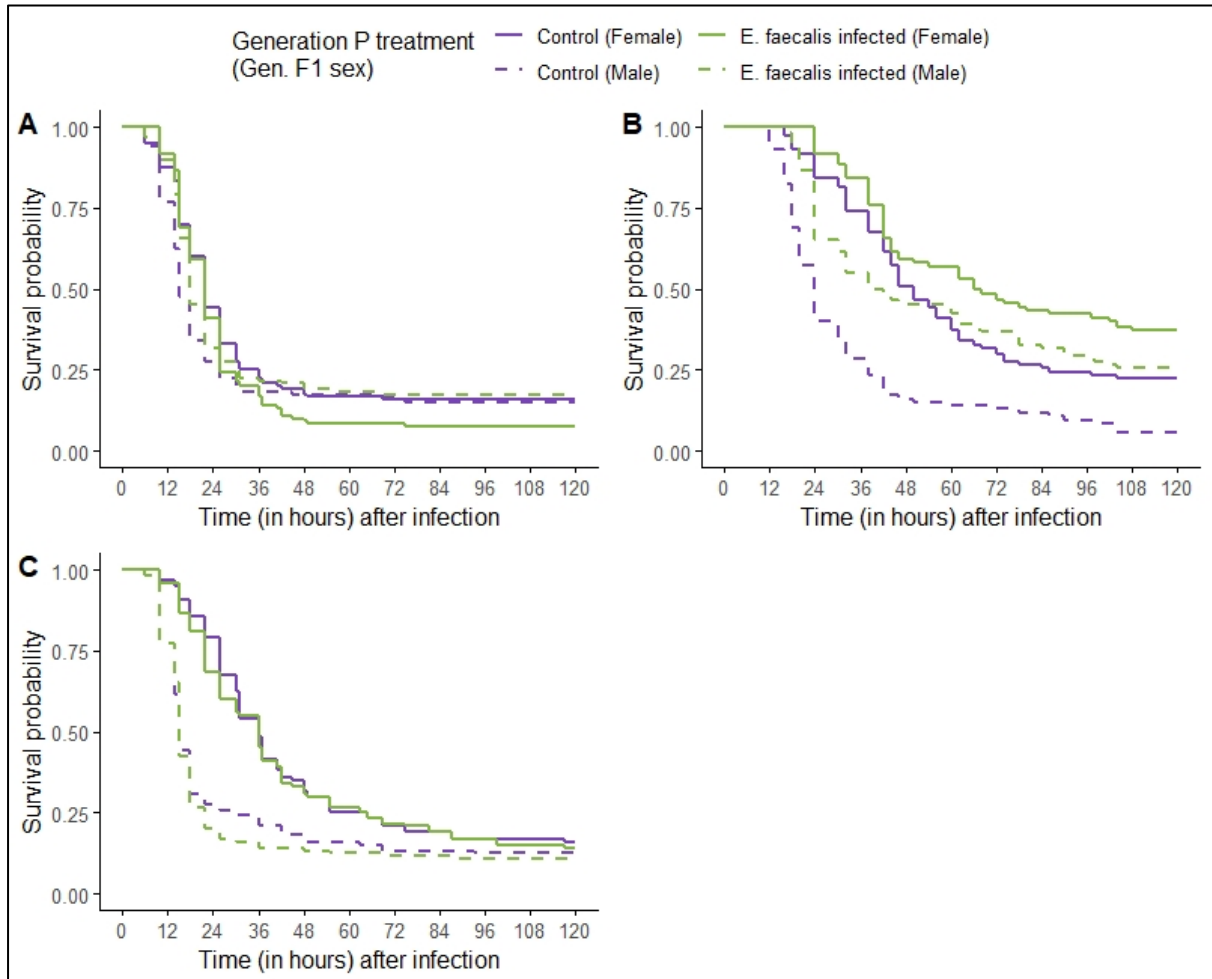 Generation P treatment
(Gen. F1 sex)
Control (Female)
E. faecalis infected (Female)
Control (Male)
E. faecalis infected (Male)
A
Survival probability
1.00
0.75
0.50
0.25
0.00
0 12 24 36 48 60 72 84 96 108 120
Time (in hours) after infection
B
Survival probability
1.00
0.75
0.50
0.25
0.00
0 12 24 36 48 60 72 84 96 108 120
Time (in hours) after infection
C
Survival probability
1.00
0.75
0.50
0.25
0.00
0 12 24 36 48 60 72 84 96 108 120
Time (in hours) after infection